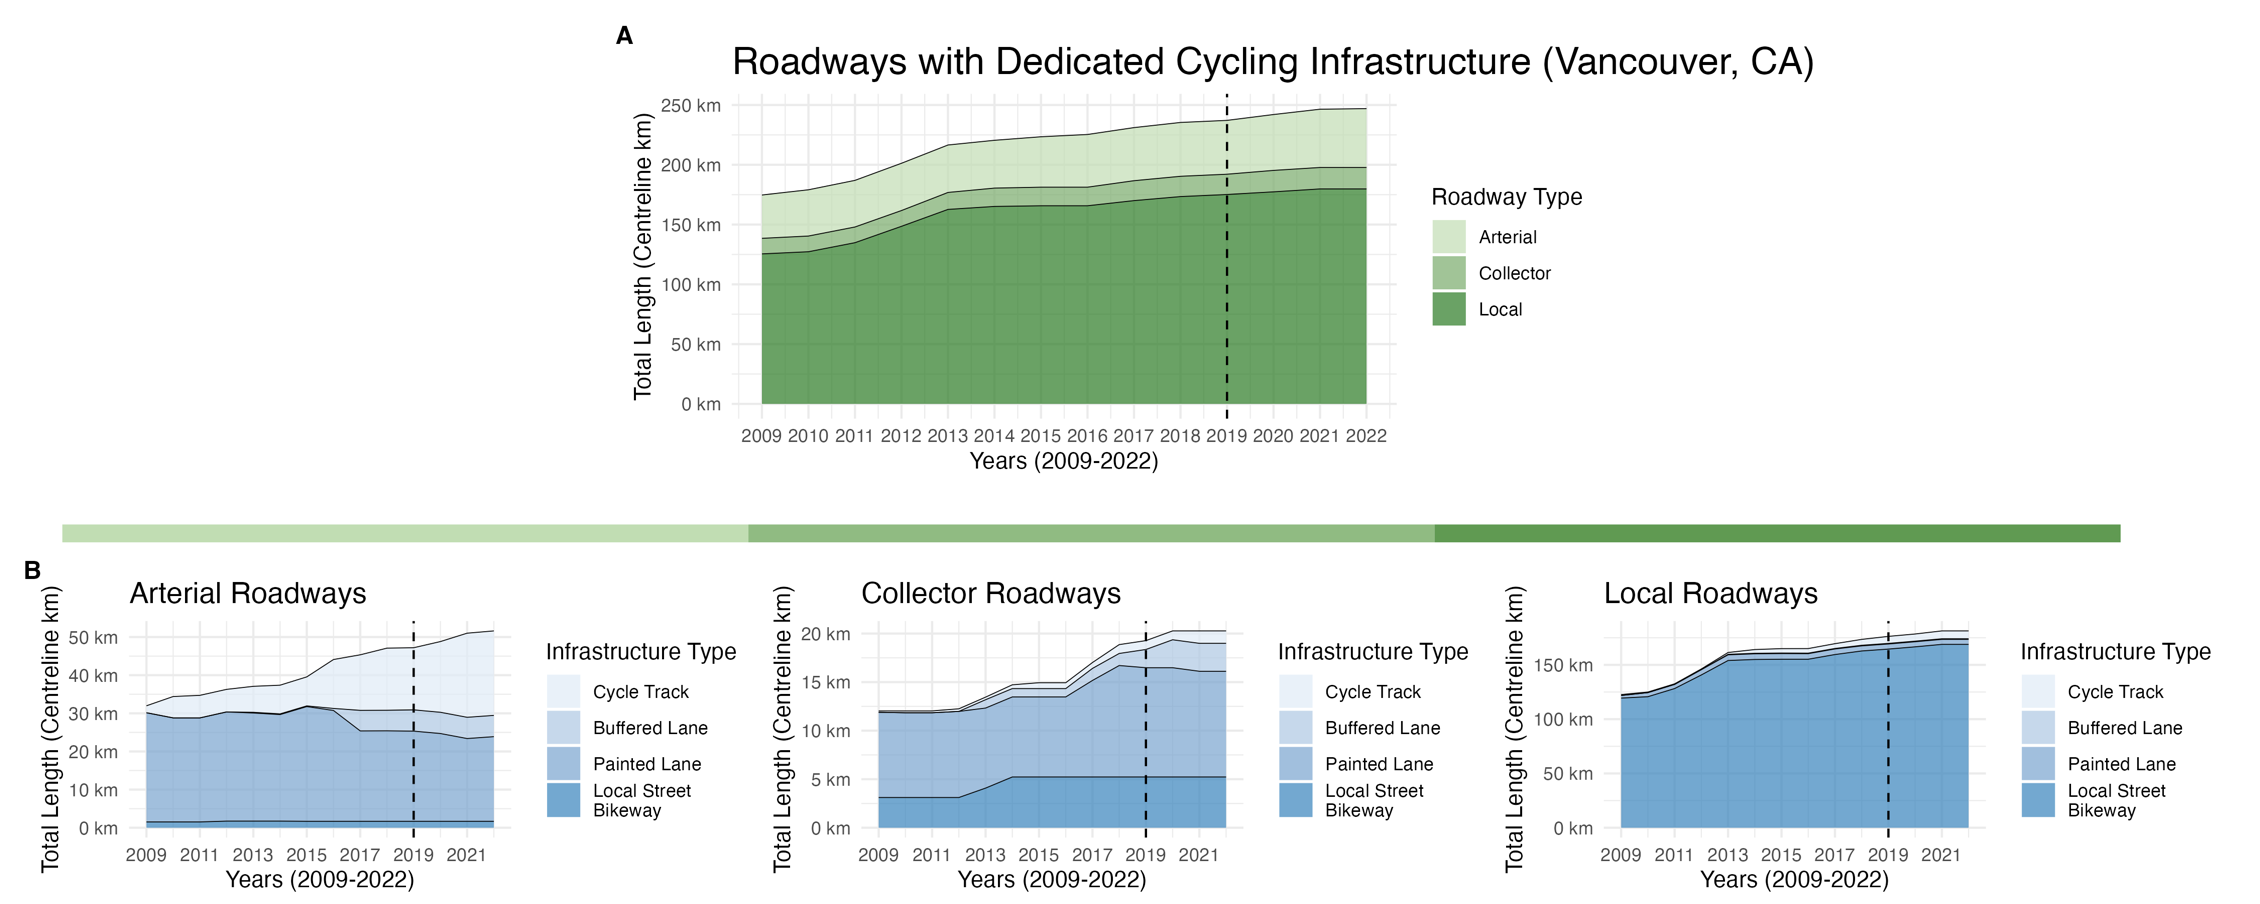 A
Roadways with Dedicated Cycling Infrastructure (Vancouver, CA)
Total Length (Centreline km)
250 km
200 km
150 km
100 km
50 km
0 km
2009 2010 2011 2012 2013 2014 2015 2016 2017 2018 2019 2020 2021 2022
Years (2009-2022)
Roadway Type
Arterial
Collector
Local
B
Arterial Roadways
Total Length (Centreline km)
50 km
40 km
30 km
20 km
10 km
0 km
2009 2011 2013 2015 2017 2019 2021
Years (2009-2022)
Infrastructure Type
Cycle Track
Buffered Lane
Painted Lane
Local Street
Bikeway
Collector Roadways
Total Length (Centreline km)
20 km
15 km
10 km
5 km
0 km
2009 2011 2013 2015 2017 2019 2021
Years (2009-2022)
Infrastructure Type
Cycle Track
Buffered Lane
Painted Lane
Local Street
Bikeway
Local Roadways
Total Length (Centreline km)
150 km
100 km
50 km
0 km
2009 2011 2013 2015 2017 2019 2021
Years (2009-2022)
Infrastructure Type
Cycle Track
Buffered Lane
Painted Lane
Local Street
Bikeway